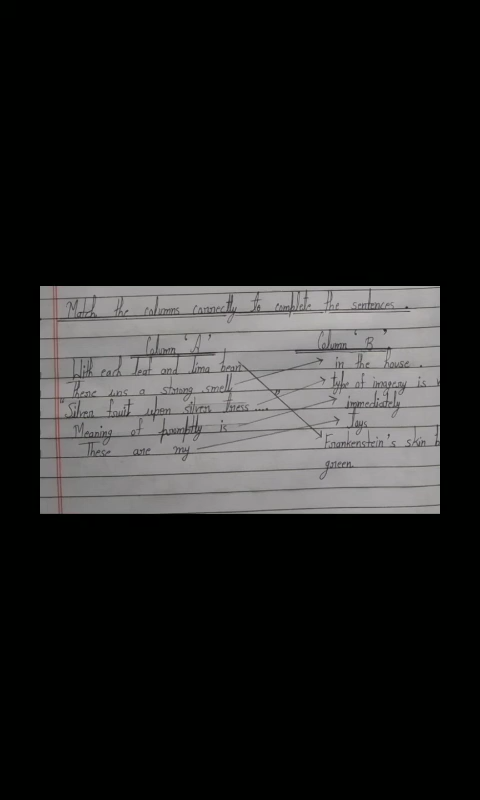 Match the columns correctly to complete the sentences.
Column 'A' Column 'B'
With each leaf and lima bean in the house.
There was a strong smell type of imagery is
"Silver fruit upon silver trees...." immediately
Meaning of promptly is Toys
These are my Frankenstein's skin
green.